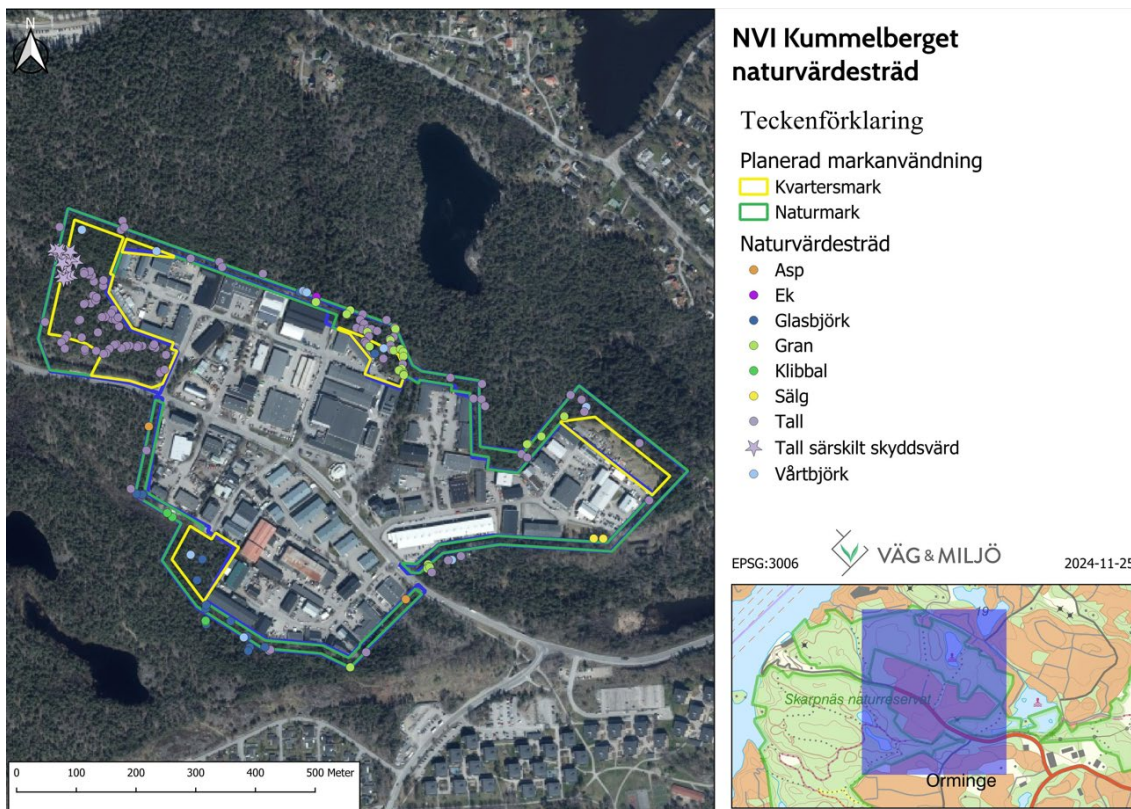 N
NVI Kummelberget
naturvärdesträd
Teckenförklaring
Planerad markanvändning
Kvartersmark
Naturmark
Naturvärdesträd
Asp
Ek
Glasbjörk
Gran
Klibbal
Sälg
Tall
Tall särskilt skyddsvärd
Vårtbjörk
EPSG:3006
VÄG & MILJÖ
2024-11-25
19
Skarpnäs naturreservat
Orminge
0 100 200 300 400 500 Meter